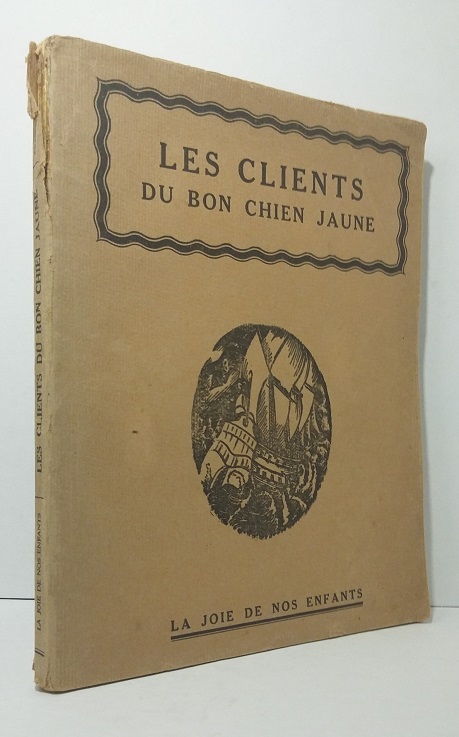 LES CLIENTS
DU BON CHIEN JAUNE
LA JOIE DE NOS ENFANTS
LA JOIE DE NOS ENFANTS | LES CLIENTS DU BON CHIEN JAUNE